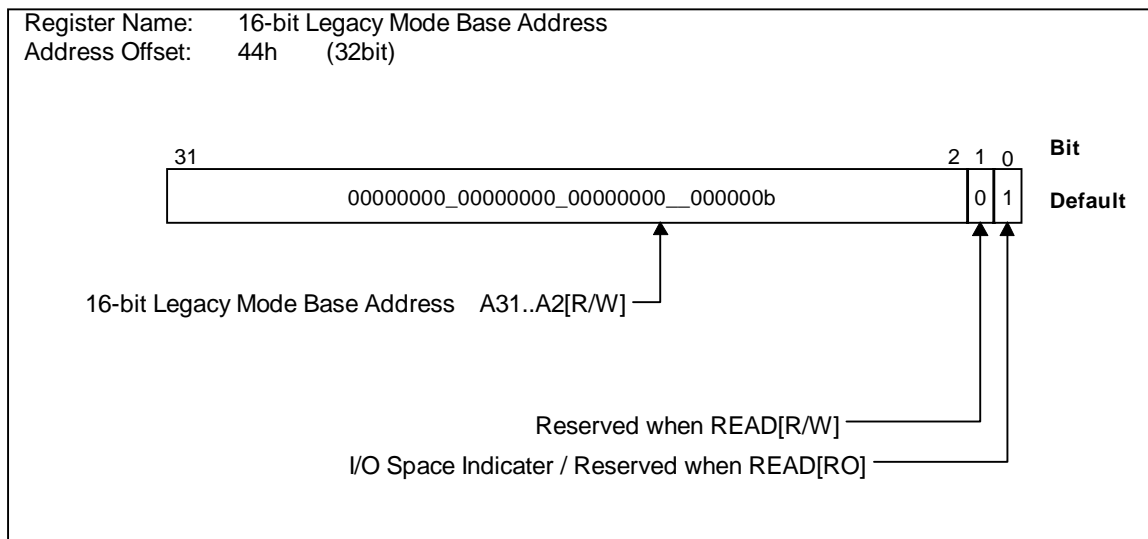 Register Name: 16-bit Legacy Mode Base Address
Address Offset: 44h (32bit)
31 2 1 0 Bit
00000000_00000000_00000000__000000b 0 1 Default
16-bit Legacy Mode Base Address A31..A2[R/W]
Reserved when READ[R/W]
I/O Space Indicater / Reserved when READ[RO]